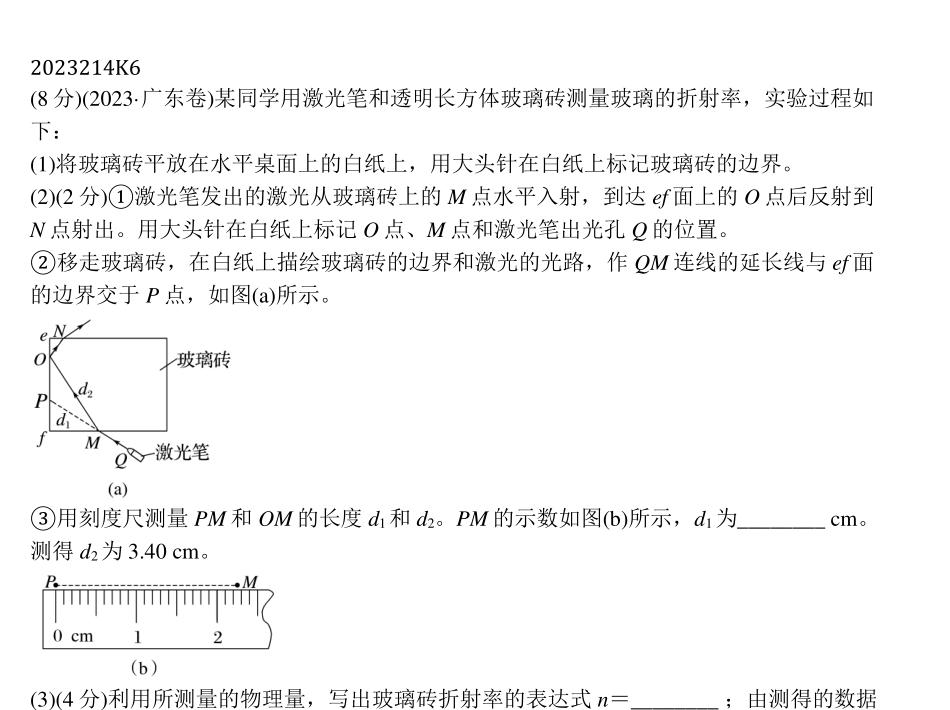 2023214K6
(8 分)(2023·广东卷)某同学用激光笔和透明长方体玻璃砖测量玻璃的折射率，实验过程如
下：
(1)将玻璃砖平放在水平桌面上的白纸上，用大头针在白纸上标记玻璃砖的边界。
(2)(2 分)①激光笔发出的激光从玻璃砖上的 M 点水平入射，到达 ef 面上的 O 点后反射到
N 点射出。用大头针在白纸上标记 O 点、M 点和激光笔出光孔 Q 的位置。
②移走玻璃砖，在白纸上描绘玻璃砖的边界和激光的光路，作 QM 连线的延长线与 ef 面
的边界交于 P 点，如图(a)所示。
e N
O
玻璃砖
d2
P
d1
f
M
Q
激光笔
(a)
③用刻度尺测量 PM 和 OM 的长度 d1 和 d2。PM 的示数如图(b)所示，d1 为________ cm。
测得 d2 为 3.40 cm。
P M
0 cm 1 2
（b）
(3)(4 分)利用所测量的物理量，写出玻璃砖折射率的表达式 n＝________ ；由测得的数据